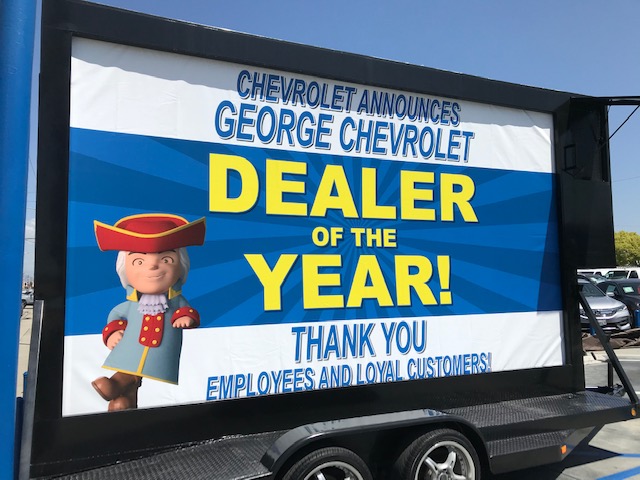 CHEVROLET ANNOUNCES
GEORGE CHEVROLET
DEALER
OF THE
YEAR!
THANK YOU
EMPLOYEES AND LOYAL CUSTOMERS!